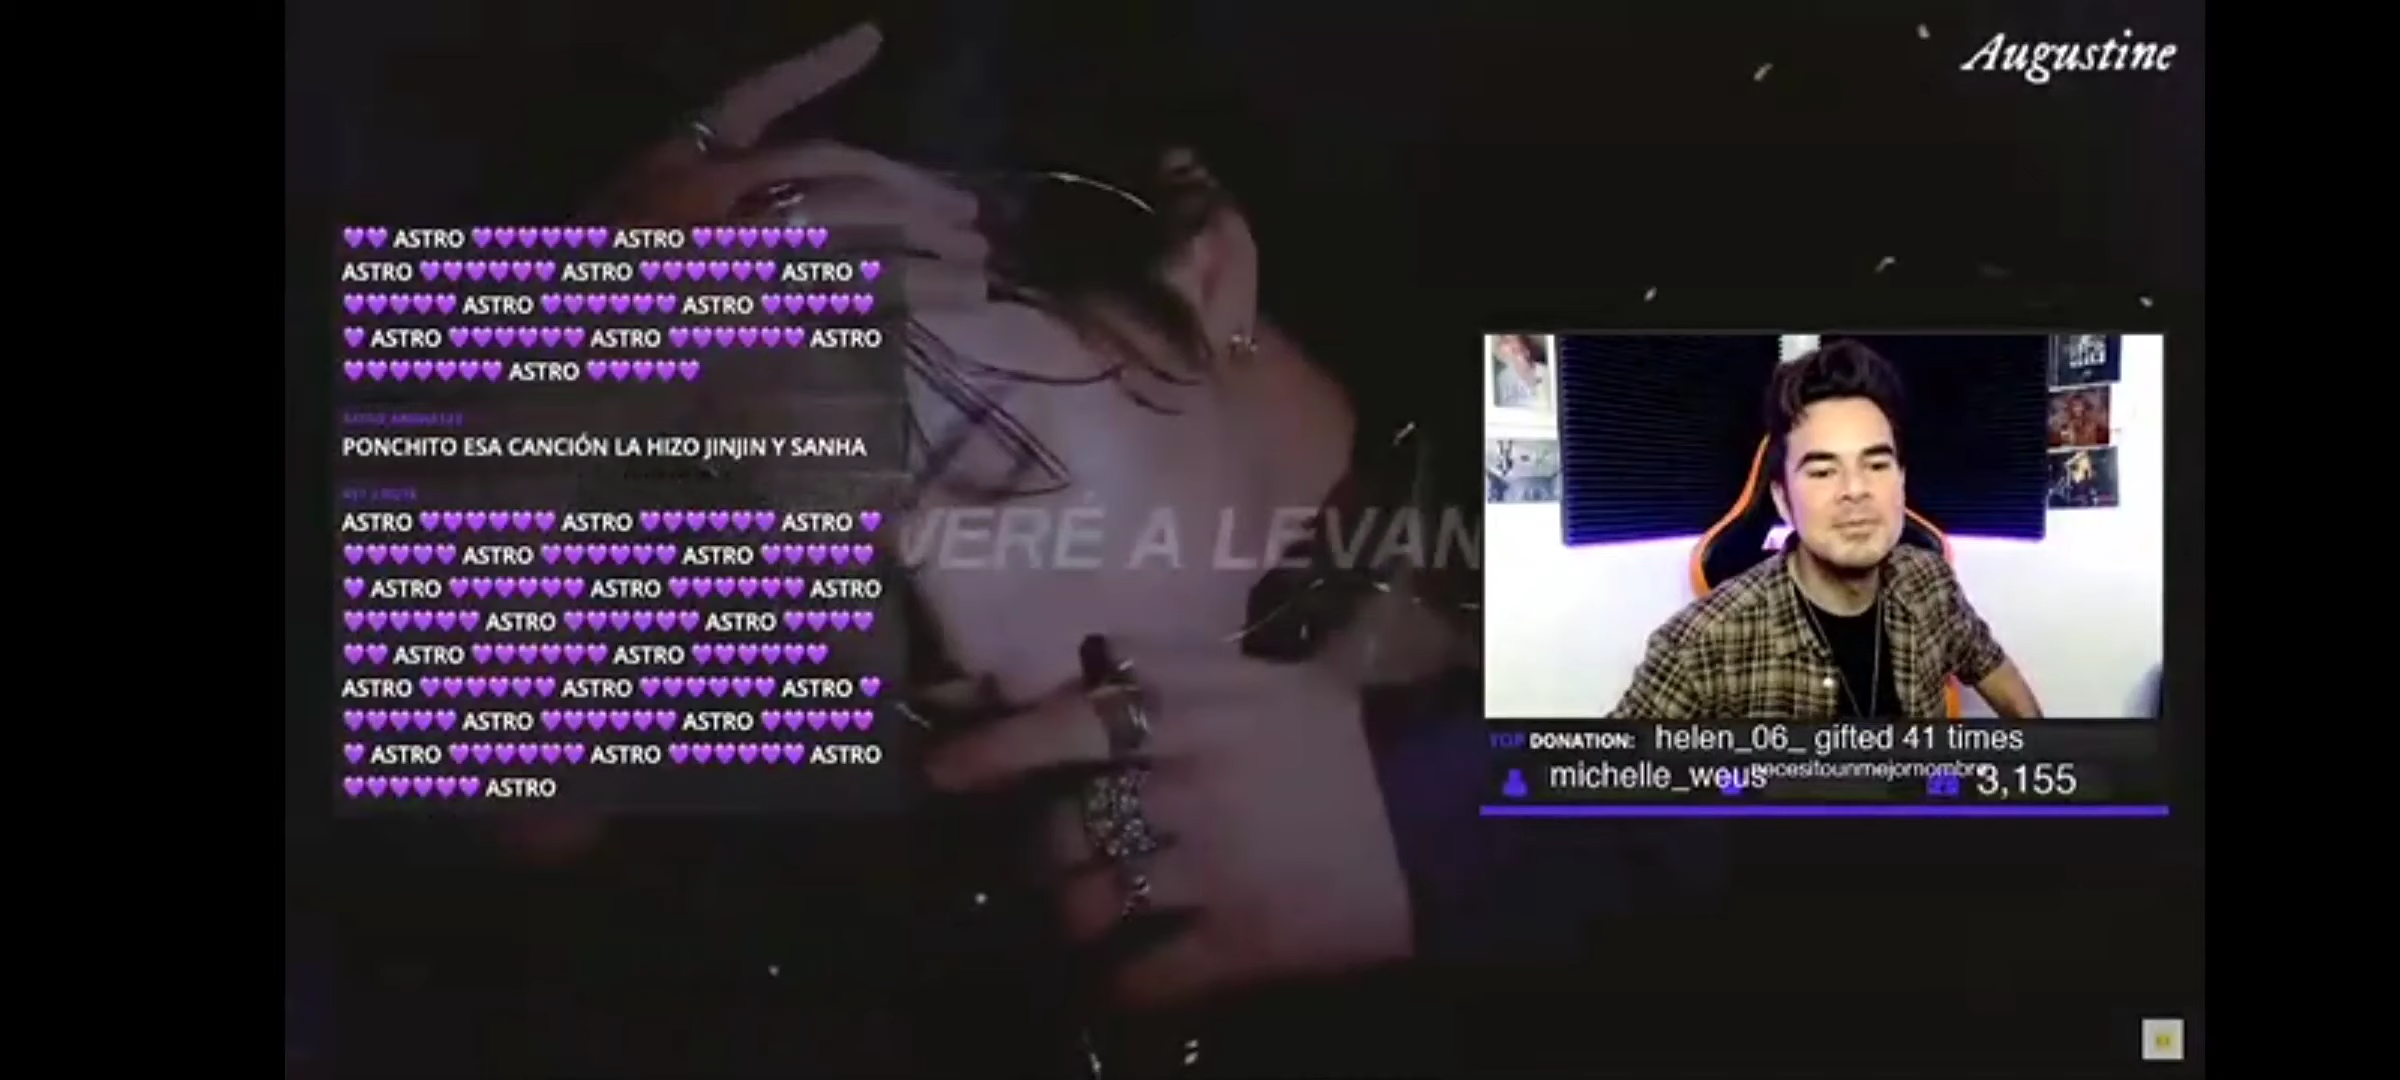 Augustine
💜💜 ASTRO 💜💜💜💜💜💜 ASTRO 💜💜💜💜💜💜
ASTRO 💜💜💜💜💜💜 ASTRO 💜💜💜💜💜💜 ASTRO 💜
💜💜💜💜💜 ASTRO 💜💜💜💜💜💜 ASTRO 💜💜💜💜💜
💜 ASTRO 💜💜💜💜💜💜 ASTRO 💜💜💜💜💜💜 ASTRO
💜💜💜💜💜💜💜 ASTRO 💜💜💜💜💜
PONCHITO ESA CANCIÓN LA HIZO JINJIN Y SANHA
ASTRO 💜💜💜💜💜💜 ASTRO 💜💜💜💜💜💜 ASTRO 💜
💜💜💜💜💜 ASTRO 💜💜💜💜💜💜 ASTRO 💜💜💜💜💜
💜 ASTRO 💜💜💜💜💜💜 ASTRO 💜💜💜💜💜💜 ASTRO
💜💜💜💜💜💜 ASTRO 💜💜💜💜💜💜 ASTRO 💜💜💜💜
💜💜 ASTRO 💜💜💜💜💜💜 ASTRO 💜💜💜💜💜💜
ASTRO 💜💜💜💜💜💜 ASTRO 💜💜💜💜💜💜 ASTRO 💜
💜💜💜💜💜 ASTRO 💜💜💜💜💜💜 ASTRO 💜💜💜💜💜
💜 ASTRO 💜💜💜💜💜💜 ASTRO 💜💜💜💜💜💜 ASTRO
💜💜💜💜💜💜 ASTRO
VERÉ A LEVAN
TOP DONATION: helen_06_ gifted 41 times
michelle_weus necesitounmejornombre 3,155